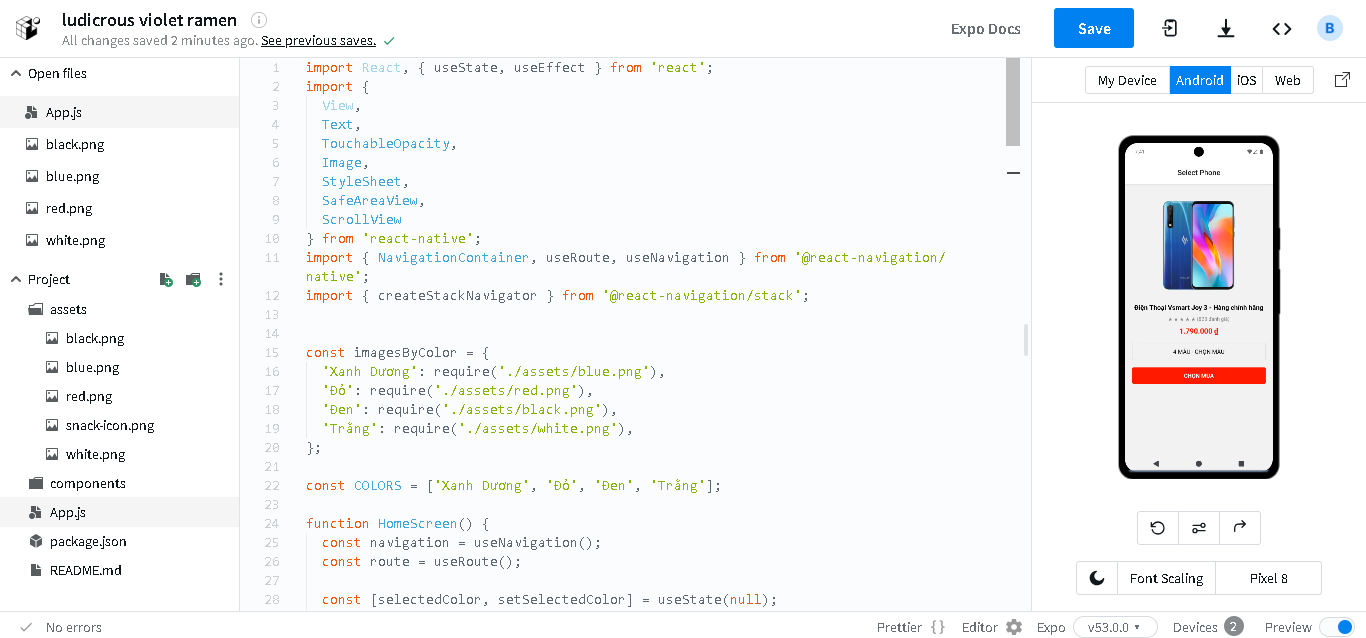 ludicrous violet ramen
All changes saved 2 minutes ago. See previous saves.
Expo Docs
Save
B
Open files
App.js
black.png
blue.png
red.png
white.png
Project
assets
black.png
blue.png
red.png
snack-icon.png
white.png
components
App.js
package.json
README.md
1 import React, { useState, useEffect } from 'react';
2 import {
3 View,
4 Text,
5 TouchableOpacity,
6 Image,
7 StyleSheet,
8 SafeAreaView,
9 ScrollView
10 } from 'react-native';
11 import { NavigationContainer, useRoute, useNavigation } from '@react-navigation/
native';
12 import { createStackNavigator } from '@react-navigation/stack';
13
14
15 const imagesByColor = {
16 'Xanh Dương': require('./assets/blue.png'),
17 'Đỏ': require('./assets/red.png'),
18 'Đen': require('./assets/black.png'),
19 'Trắng': require('./assets/white.png'),
20 };
21
22 const COLORS = ['Xanh Dương', 'Đỏ', 'Đen', 'Trắng'];
23
24 function HomeScreen() {
25 const navigation = useNavigation();
26 const route = useRoute();
27
28 const [selectedColor, setSelectedColor] = useState(null);
My Device
Android
iOS
Web
Select Phone
Điện Thoại Vsmart Joy 3 - Hàng chính hãng
1.790.000 ₫
4 MÀU - CHỌN MÀU
CHỌN MUA
Font Scaling
Pixel 8
No errors
Prettier { }
Editor
Expo
v53.0.0
Devices 2
Preview